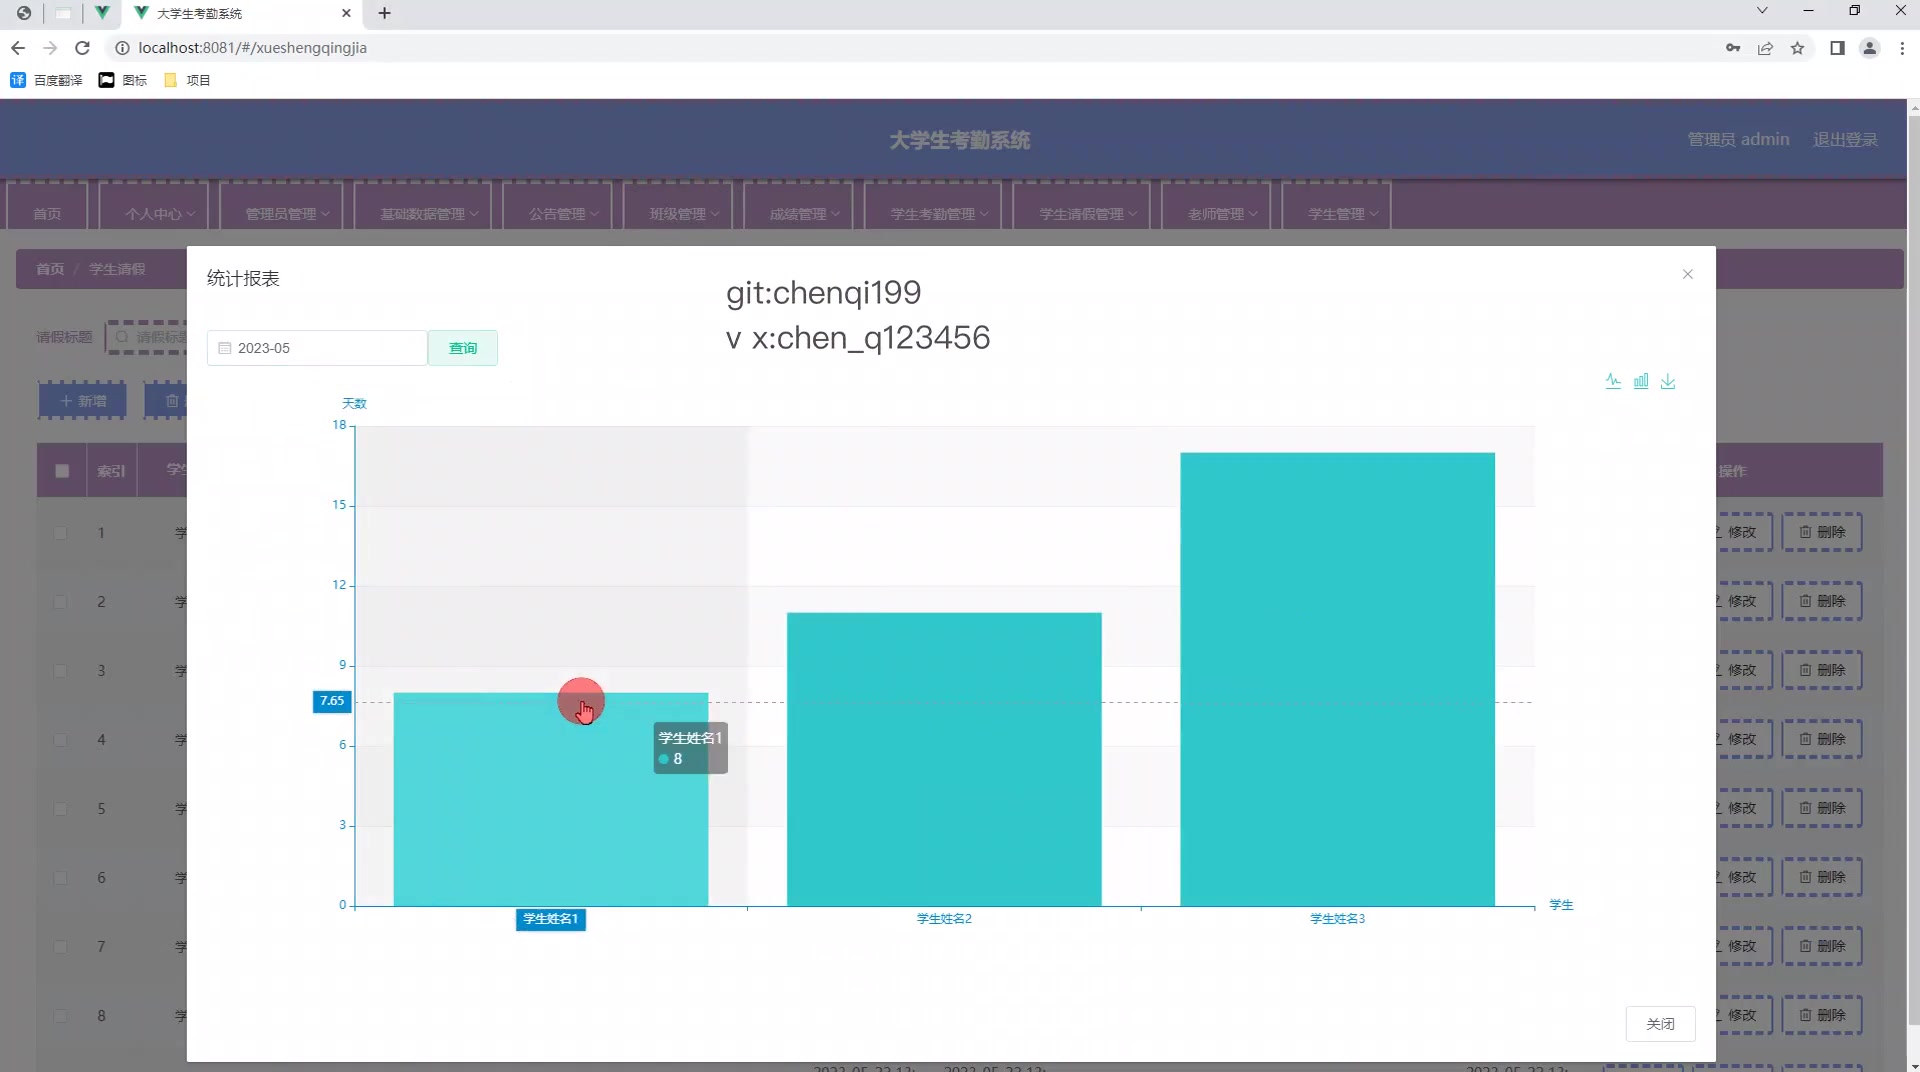 大学生考勤系统
localhost:8081/#/xueshengqingjia
百度翻译 图标 项目
大学生考勤系统
管理员 admin 退出登录
首页 个人中心 管理员管理 基础数据管理 公告管理 班级管理 成绩管理 学生考勤管理 学生请假管理 老师管理 学生管理
首页 / 学生请假
统计报表
git:chenqi199
v x:chen_q123456
请假标题 请假标题
2023-05 查询
新增
天数
18
15
12
9
7.65
6
3
0
学生姓名1
8
学生姓名1 学生姓名2 学生姓名3
学生
索引 学 操作
1 学 修改 删除
2 学 修改 删除
3 学 修改 删除
4 学 修改 删除
5 学 修改 删除
6 学 修改 删除
7 学 修改 删除
8 学 修改 删除
关闭